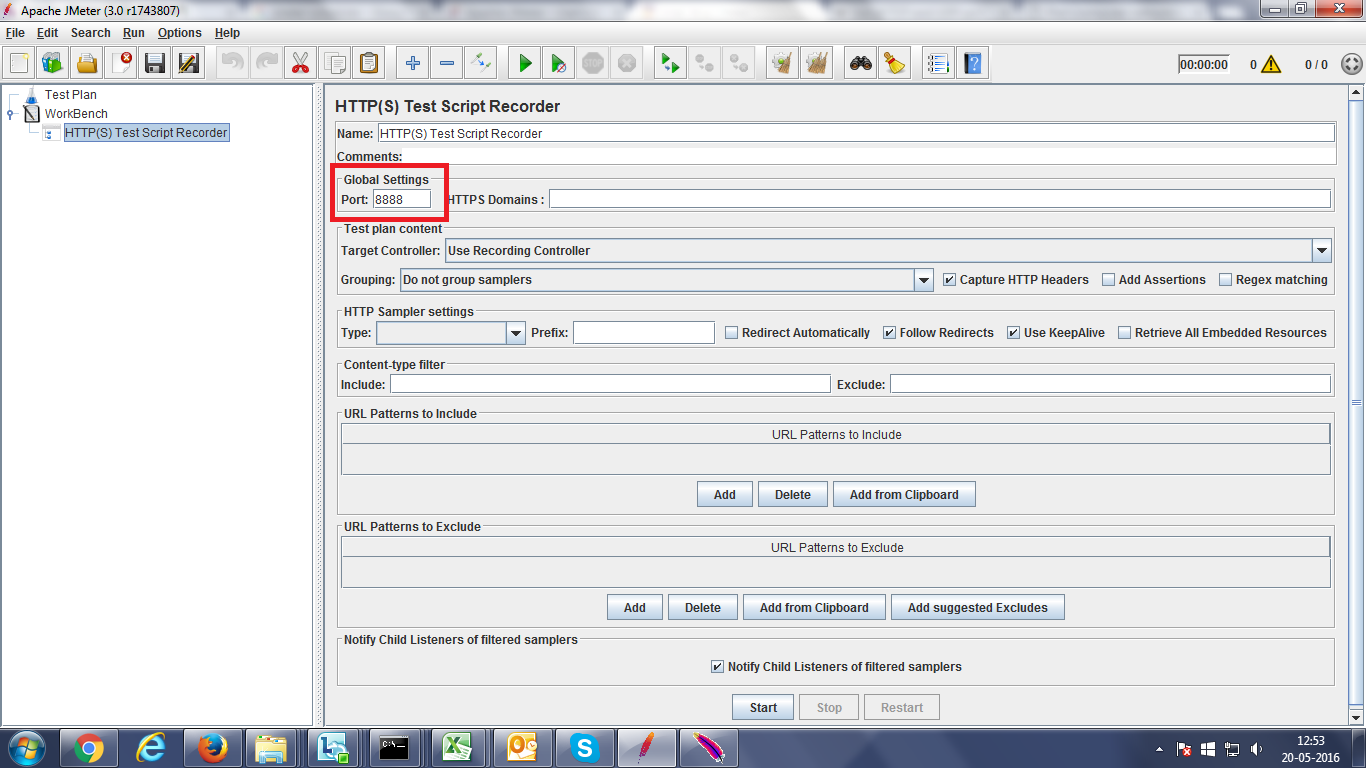 Apache JMeter (3.0 r1743807)
File Edit Search Run Options Help
00:00:00 0 0 / 0
Test Plan
WorkBench
HTTP(S) Test Script Recorder
HTTP(S) Test Script Recorder
Name: HTTP(S) Test Script Recorder
Comments:
Global Settings
Port: 8888 HTTPS Domains :
Test plan content
Target Controller: Use Recording Controller
Grouping: Do not group samplers Capture HTTP Headers Add Assertions Regex matching
HTTP Sampler settings
Type: Prefix: Redirect Automatically Follow Redirects Use KeepAlive Retrieve All Embedded Resources
Content-type filter
Include: Exclude:
URL Patterns to Include
URL Patterns to Include
Add Delete Add from Clipboard
URL Patterns to Exclude
URL Patterns to Exclude
Add Delete Add from Clipboard Add suggested Excludes
Notify Child Listeners of filtered samplers
Notify Child Listeners of filtered samplers
Start Stop Restart
12:53
20-05-2016